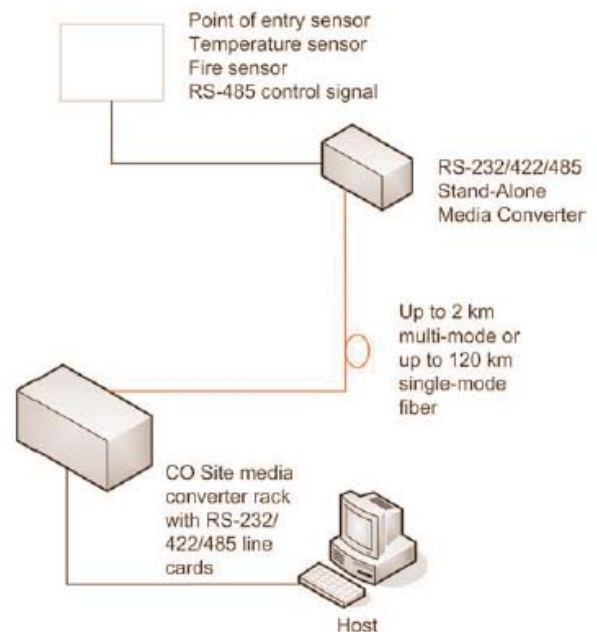 Point of entry sensor
Temperature sensor
Fire sensor
RS-485 control signal
RS-232/422/485
Stand-Alone
Media Converter
Up to 2 km
multi-mode or
up to 120 km
single-mode
fiber
CO Site media
converter rack
with RS-232/
422/485 line
cards
Host